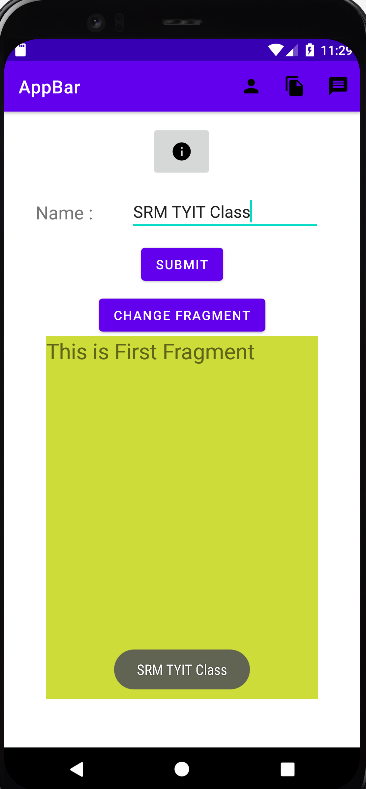 11:29
AppBar
Name :
SRM TYIT Class
SUBMIT
CHANGE FRAGMENT
This is First Fragment
SRM TYIT Class